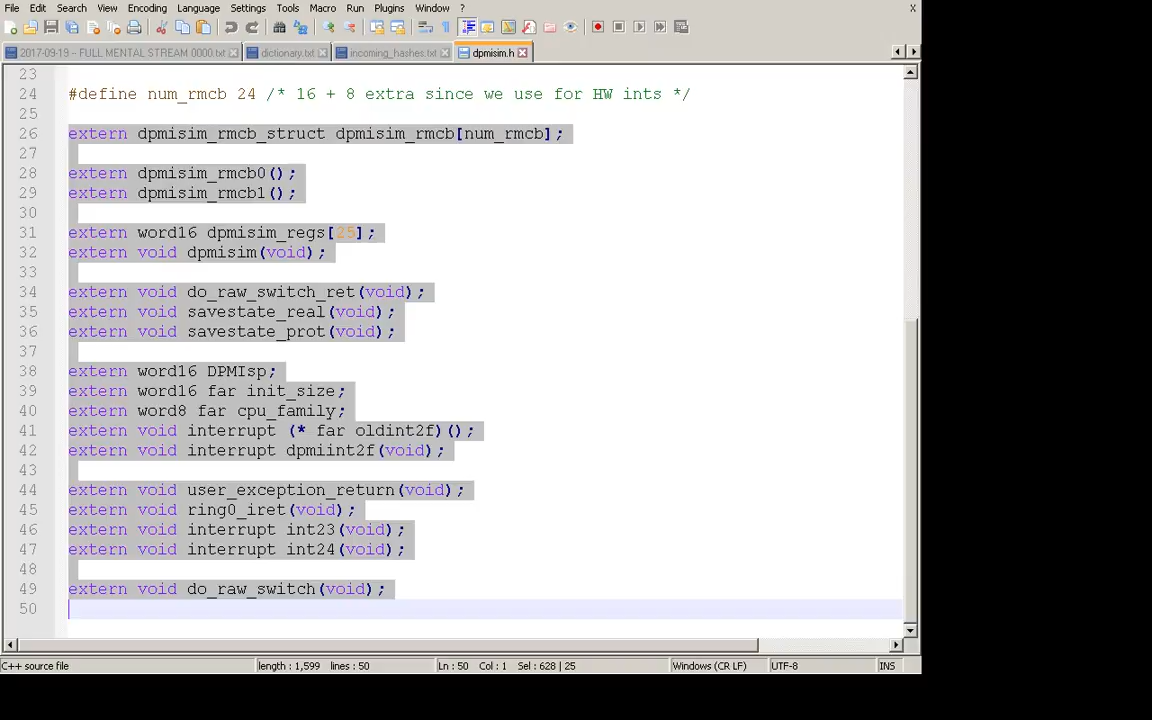 File Edit Search View Encoding Language Settings Tools Macro Run Plugins Window ? X
2017-09-19 – FULL MENTAL STREAM 0000.txt dictionary.txt incoming_hashes.txt dpmisim.h
23
24 #define num_rmcb 24 /* 16 + 8 extra since we use for HW ints */
25
26 extern dpmisim_rmcb_struct dpmisim_rmcb[num_rmcb];
27
28 extern dpmisim_rmcb0();
29 extern dpmisim_rmcb1();
30
31 extern word16 dpmisim_regs[25];
32 extern void dpmisim(void);
33
34 extern void do_raw_switch_ret(void);
35 extern void savestate_real(void);
36 extern void savestate_prot(void);
37
38 extern word16 DPMIsp;
39 extern word16 far init_size;
40 extern word8 far cpu_family;
41 extern void interrupt (* far oldint2f)();
42 extern void interrupt dpmiint2f(void);
43
44 extern void user_exception_return(void);
45 extern void ring0_iret(void);
46 extern void interrupt int23(void);
47 extern void interrupt int24(void);
48
49 extern void do_raw_switch(void);
50
C++ source file length : 1,599 lines : 50 Ln : 50 Col : 1 Sel : 628 | 25 Windows (CR LF) UTF-8 INS